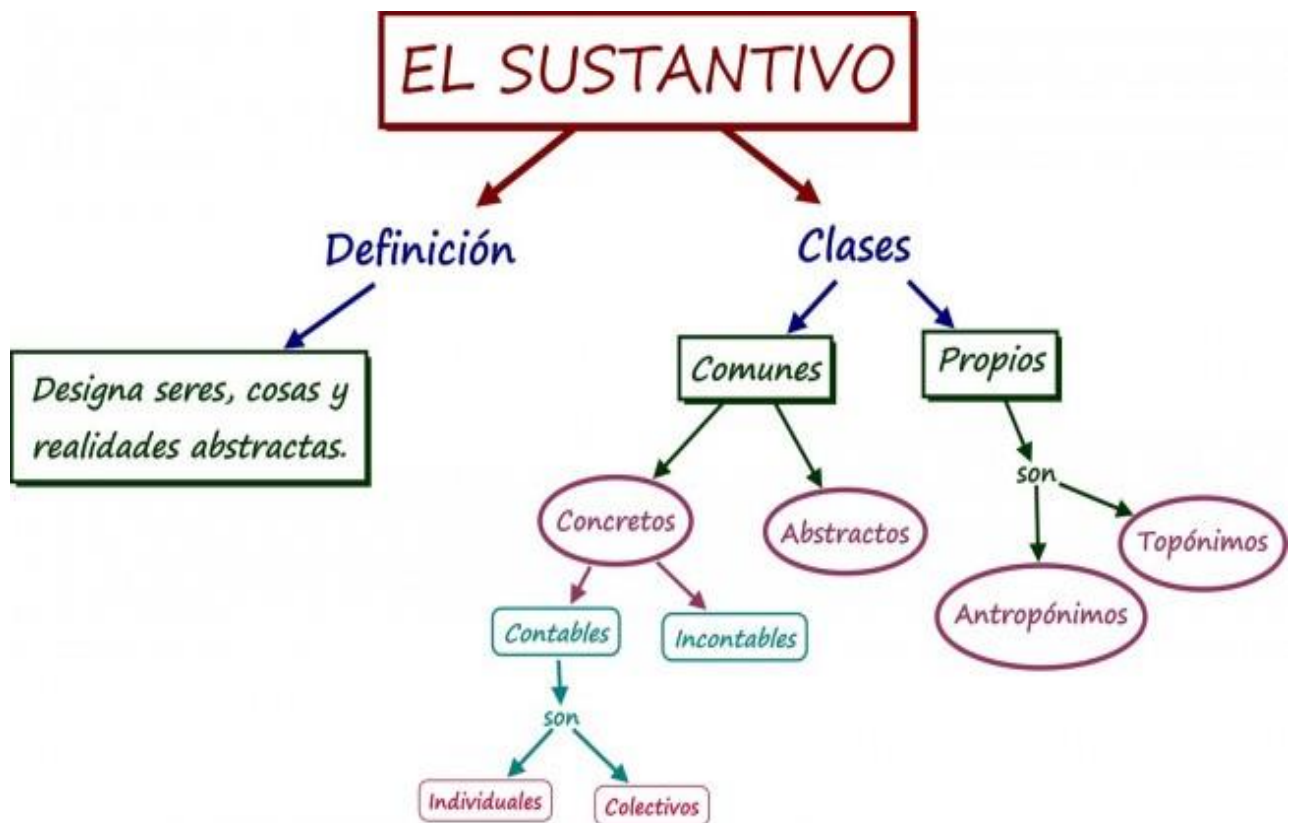 EL SUSTANTIVO
Definición
Clases
Designa seres, cosas y
realidades abstractas.
Comunes
Propios
son
Concretos
Abstractos
Topónimos
Antropónimos
Contables
Incontables
son
Individuales
Colectivos